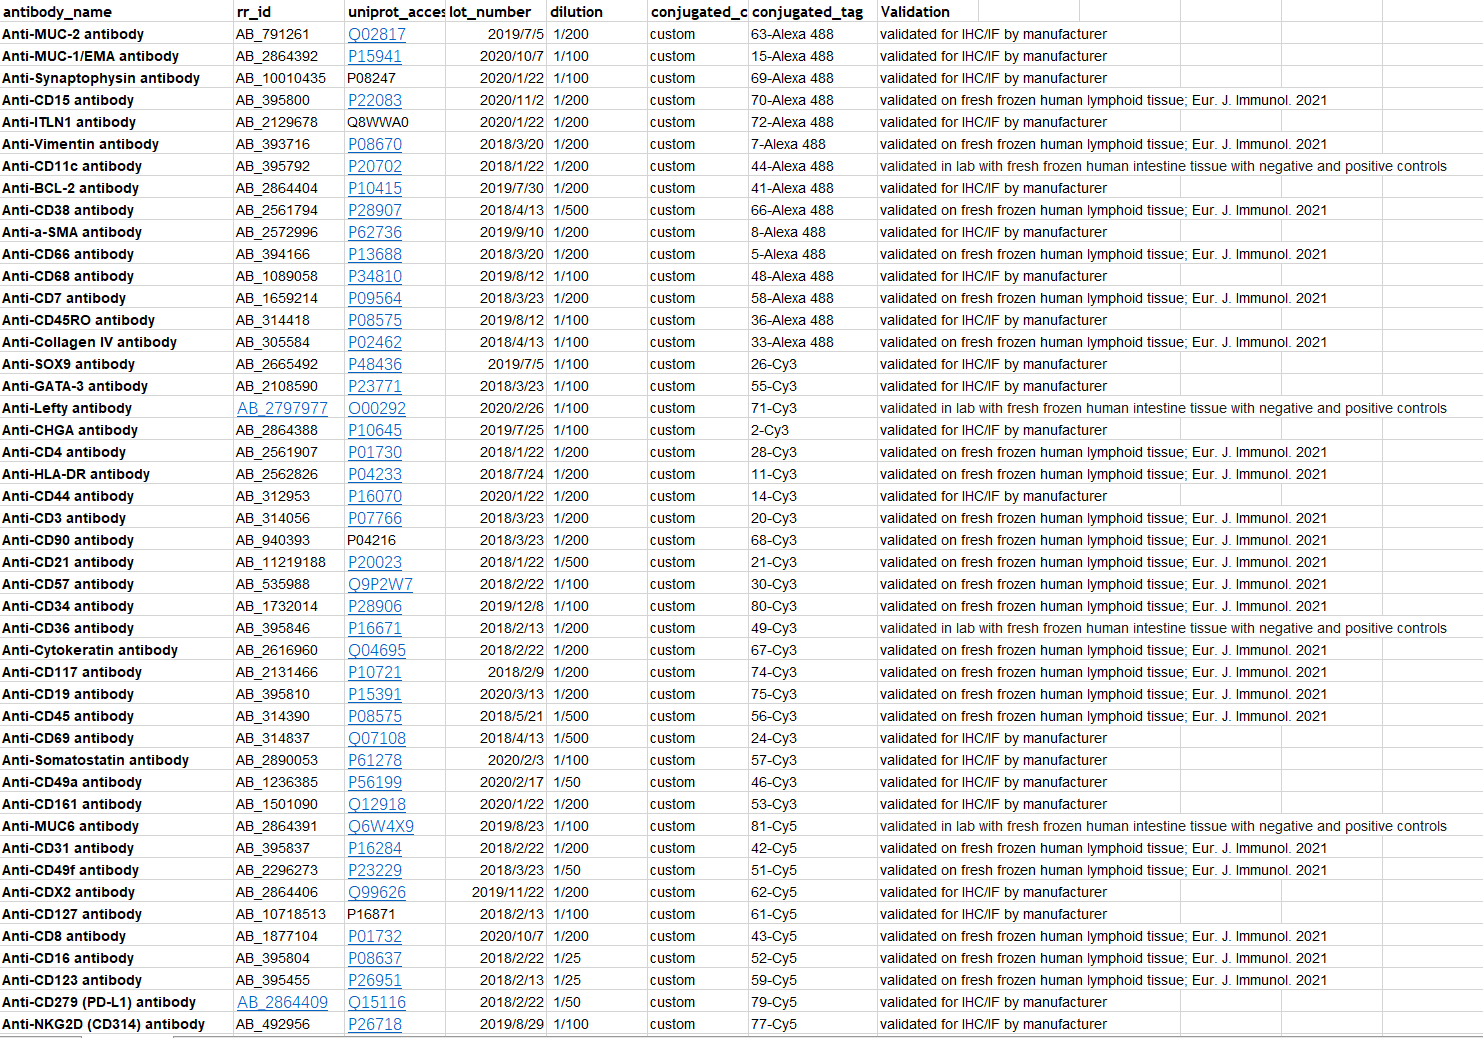 antibody_name rr_id uniprot_acces lot_number dilution conjugated_c conjugated_tag Validation
Anti-MUC-2 antibody AB_791261 Q02817 2019/7/5 1/200 custom 63-Alexa 488 validated for IHC/IF by manufacturer
Anti-MUC-1/EMA antibody AB_2864392 P15941 2020/10/7 1/100 custom 15-Alexa 488 validated for IHC/IF by manufacturer
Anti-Synaptophysin antibody AB_10010435 P08247 2020/1/22 1/100 custom 69-Alexa 488 validated for IHC/IF by manufacturer
Anti-CD15 antibody AB_395800 P22083 2020/11/2 1/200 custom 70-Alexa 488 validated on fresh frozen human lymphoid tissue; Eur. J. Immunol. 2021
Anti-ITLN1 antibody AB_2129678 Q8WWA0 2020/1/22 1/200 custom 72-Alexa 488 validated for IHC/IF by manufacturer
Anti-Vimentin antibody AB_393716 P08670 2018/3/20 1/200 custom 7-Alexa 488 validated on fresh frozen human lymphoid tissue; Eur. J. Immunol. 2021
Anti-CD11c antibody AB_395792 P20702 2018/1/22 1/200 custom 44-Alexa 488 validated in lab with fresh frozen human intestine tissue with negative and positive controls
Anti-BCL-2 antibody AB_2864404 P10415 2019/7/30 1/200 custom 41-Alexa 488 validated for IHC/IF by manufacturer
Anti-CD38 antibody AB_2561794 P28907 2018/4/13 1/500 custom 66-Alexa 488 validated on fresh frozen human lymphoid tissue; Eur. J. Immunol. 2021
Anti-a-SMA antibody AB_2572996 P62736 2019/9/10 1/200 custom 8-Alexa 488 validated for IHC/IF by manufacturer
Anti-CD66 antibody AB_394166 P13688 2018/3/20 1/200 custom 5-Alexa 488 validated on fresh frozen human lymphoid tissue; Eur. J. Immunol. 2021
Anti-CD68 antibody AB_1089058 P34810 2019/8/12 1/100 custom 48-Alexa 488 validated for IHC/IF by manufacturer
Anti-CD7 antibody AB_1659214 P09564 2018/3/23 1/200 custom 58-Alexa 488 validated on fresh frozen human lymphoid tissue; Eur. J. Immunol. 2021
Anti-CD45RO antibody AB_314418 P08575 2019/8/12 1/100 custom 36-Alexa 488 validated for IHC/IF by manufacturer
Anti-Collagen IV antibody AB_305584 P02462 2018/4/13 1/100 custom 33-Alexa 488 validated on fresh frozen human lymphoid tissue; Eur. J. Immunol. 2021
Anti-SOX9 antibody AB_2665492 P48436 2019/7/5 1/100 custom 26-Cy3 validated for IHC/IF by manufacturer
Anti-GATA-3 antibody AB_2108590 P23771 2018/3/23 1/100 custom 55-Cy3 validated for IHC/IF by manufacturer
Anti-Lefty antibody AB_2797977 O00292 2020/2/26 1/100 custom 71-Cy3 validated in lab with fresh frozen human intestine tissue with negative and positive controls
Anti-CHGA antibody AB_2864388 P10645 2019/7/25 1/100 custom 2-Cy3 validated for IHC/IF by manufacturer
Anti-CD4 antibody AB_2561907 P01730 2018/1/22 1/200 custom 28-Cy3 validated on fresh frozen human lymphoid tissue; Eur. J. Immunol. 2021
Anti-HLA-DR antibody AB_2562826 P04233 2018/7/24 1/200 custom 11-Cy3 validated on fresh frozen human lymphoid tissue; Eur. J. Immunol. 2021
Anti-CD44 antibody AB_312953 P16070 2020/1/22 1/200 custom 14-Cy3 validated for IHC/IF by manufacturer
Anti-CD3 antibody AB_314056 P07766 2018/3/23 1/200 custom 20-Cy3 validated on fresh frozen human lymphoid tissue; Eur. J. Immunol. 2021
Anti-CD90 antibody AB_940393 P04216 2018/3/23 1/200 custom 68-Cy3 validated on fresh frozen human lymphoid tissue; Eur. J. Immunol. 2021
Anti-CD21 antibody AB_11219188 P20023 2018/1/22 1/500 custom 21-Cy3 validated on fresh frozen human lymphoid tissue; Eur. J. Immunol. 2021
Anti-CD57 antibody AB_535988 Q9P2W7 2018/2/22 1/100 custom 30-Cy3 validated on fresh frozen human lymphoid tissue; Eur. J. Immunol. 2021
Anti-CD34 antibody AB_1732014 P28906 2019/12/8 1/100 custom 80-Cy3 validated on fresh frozen human lymphoid tissue; Eur. J. Immunol. 2021
Anti-CD36 antibody AB_395846 P16671 2018/2/13 1/200 custom 49-Cy3 validated in lab with fresh frozen human intestine tissue with negative and positive controls
Anti-Cytokeratin antibody AB_2616960 Q04695 2018/2/22 1/200 custom 67-Cy3 validated on fresh frozen human lymphoid tissue; Eur. J. Immunol. 2021
Anti-CD117 antibody AB_2131466 P10721 2018/2/9 1/200 custom 74-Cy3 validated on fresh frozen human lymphoid tissue; Eur. J. Immunol. 2021
Anti-CD19 antibody AB_395810 P15391 2020/3/13 1/200 custom 75-Cy3 validated on fresh frozen human lymphoid tissue; Eur. J. Immunol. 2021
Anti-CD45 antibody AB_314390 P08575 2018/5/21 1/500 custom 56-Cy3 validated on fresh frozen human lymphoid tissue; Eur. J. Immunol. 2021
Anti-CD69 antibody AB_314837 Q07108 2018/4/13 1/500 custom 24-Cy3 validated for IHC/IF by manufacturer
Anti-Somatostatin antibody AB_2890053 P61278 2020/2/3 1/100 custom 57-Cy3 validated for IHC/IF by manufacturer
Anti-CD49a antibody AB_1236385 P56199 2020/2/17 1/50 custom 46-Cy3 validated for IHC/IF by manufacturer
Anti-CD161 antibody AB_1501090 Q12918 2020/1/22 1/200 custom 53-Cy3 validated for IHC/IF by manufacturer
Anti-MUC6 antibody AB_2864391 Q6W4X9 2019/8/23 1/100 custom 81-Cy5 validated in lab with fresh frozen human intestine tissue with negative and positive controls
Anti-CD31 antibody AB_395837 P16284 2018/2/22 1/200 custom 42-Cy5 validated on fresh frozen human lymphoid tissue; Eur. J. Immunol. 2021
Anti-CD49f antibody AB_2296273 P23229 2018/3/23 1/50 custom 51-Cy5 validated on fresh frozen human lymphoid tissue; Eur. J. Immunol. 2021
Anti-CDX2 antibody AB_2864406 Q99626 2019/11/22 1/200 custom 62-Cy5 validated for IHC/IF by manufacturer
Anti-CD127 antibody AB_10718513 P16871 2018/2/13 1/100 custom 61-Cy5 validated for IHC/IF by manufacturer
Anti-CD8 antibody AB_1877104 P01732 2020/10/7 1/200 custom 43-Cy5 validated on fresh frozen human lymphoid tissue; Eur. J. Immunol. 2021
Anti-CD16 antibody AB_395804 P08637 2018/2/22 1/25 custom 52-Cy5 validated on fresh frozen human lymphoid tissue; Eur. J. Immunol. 2021
Anti-CD123 antibody AB_395455 P26951 2018/2/13 1/25 custom 59-Cy5 validated on fresh frozen human lymphoid tissue; Eur. J. Immunol. 2021
Anti-CD279 (PD-L1) antibody AB_2864409 Q15116 2018/2/22 1/50 custom 79-Cy5 validated for IHC/IF by manufacturer
Anti-NKG2D (CD314) antibody AB_492956 P26718 2019/8/29 1/100 custom 77-Cy5 validated for IHC/IF by manufacturer